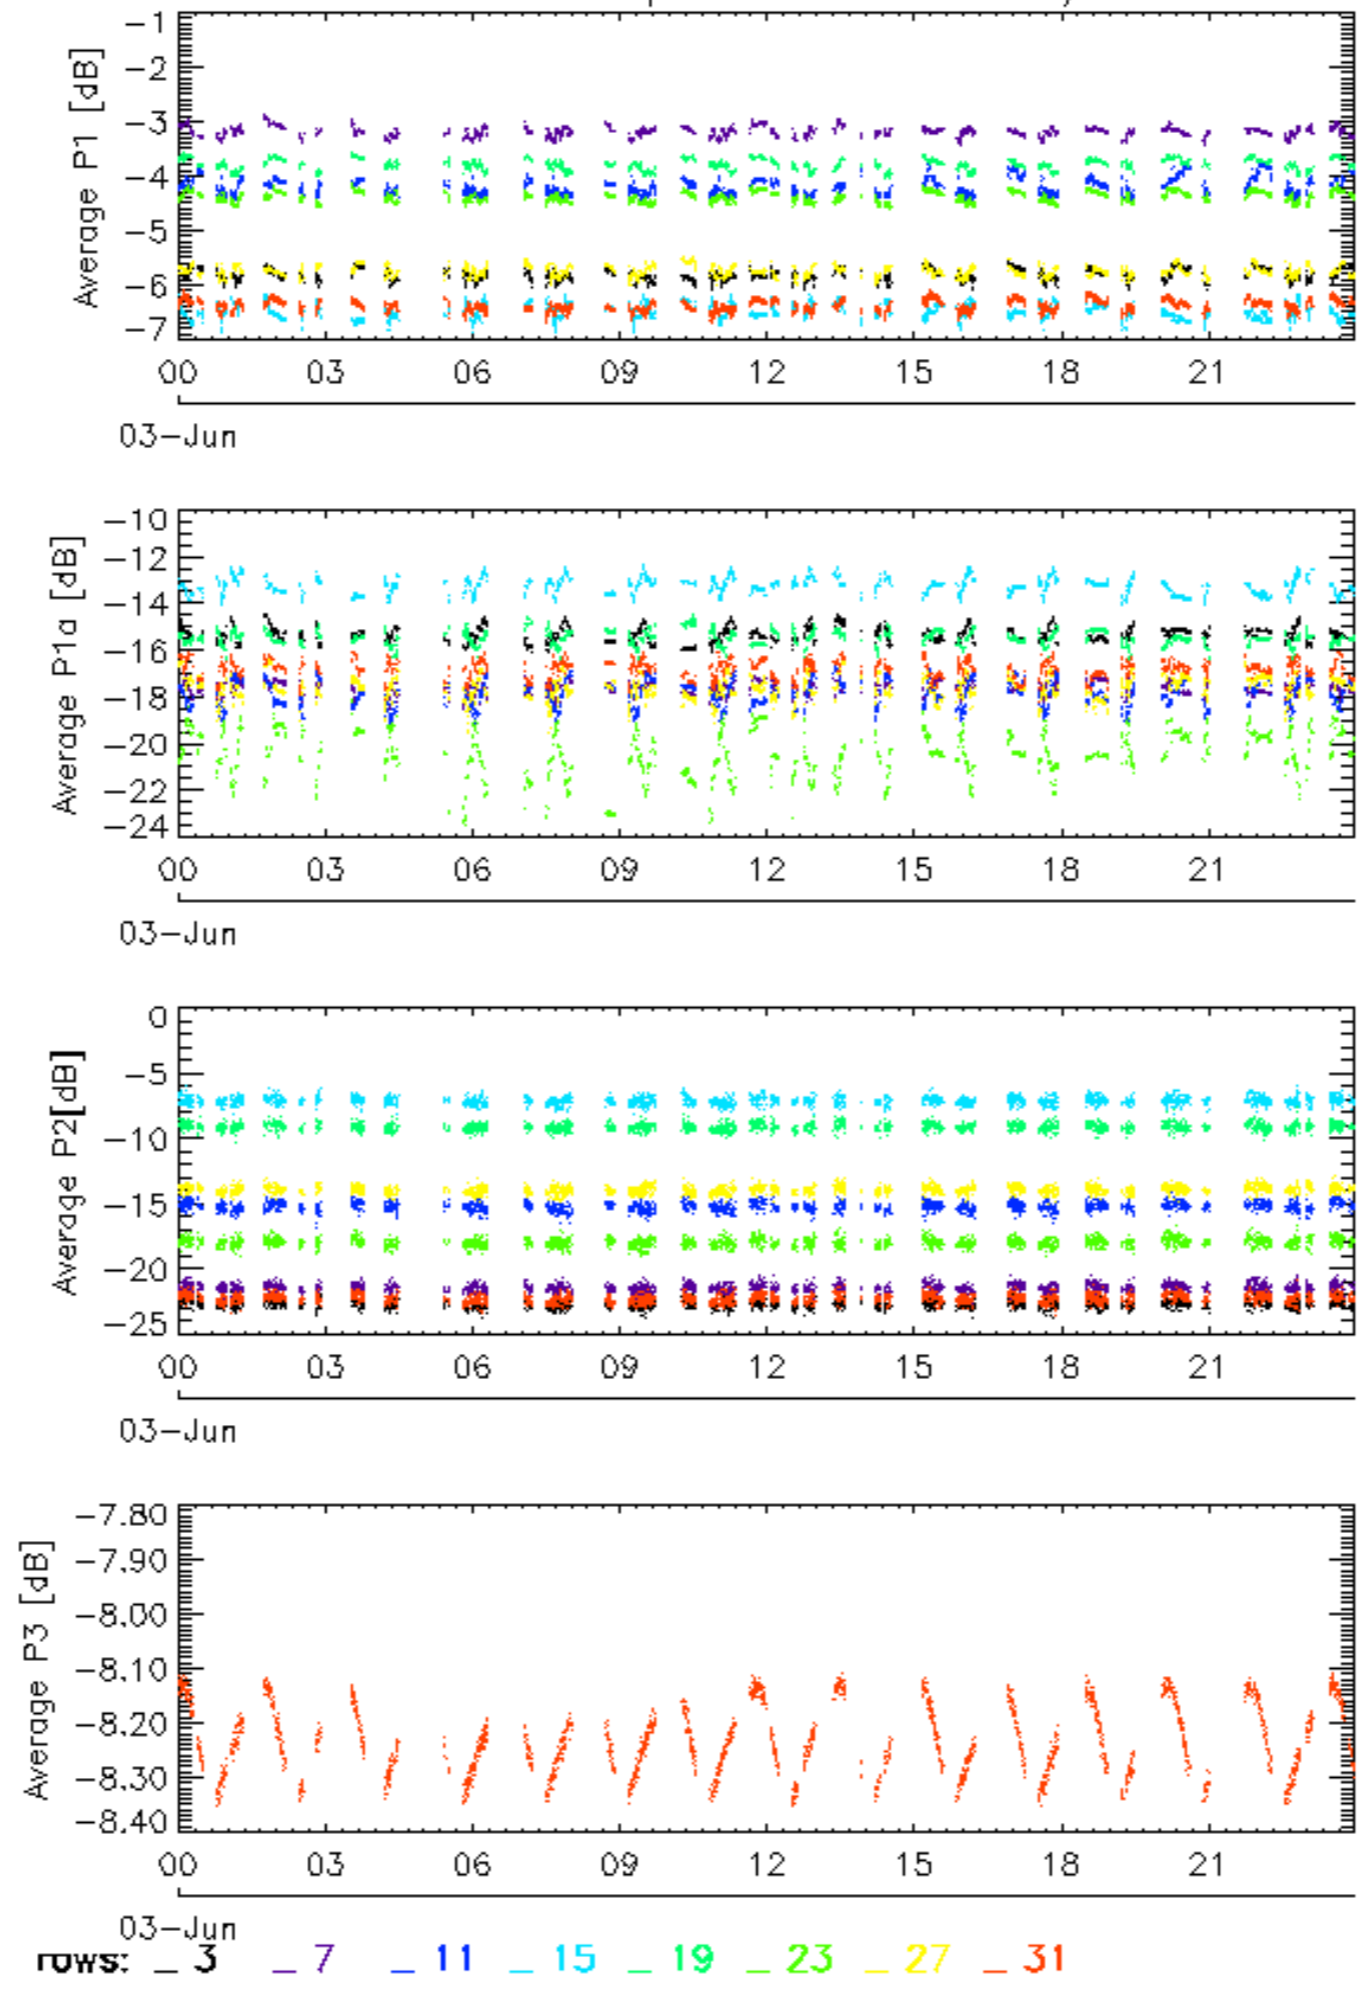 Average P1 [dB]
-1
-2
-3
-4
-5
-6
-7
00 03 06 09 12 15 18 21
03-Jun
Average P1a [dB]
-10
-12
-14
-16
-18
-20
-22
-24
00 03 06 09 12 15 18 21
03-Jun
Average P2[dB]
0
-5
-10
-15
-20
-25
00 03 06 09 12 15 18 21
03-Jun
Average P3 [dB]
-7.80
-7.90
-8.00
-8.10
-8.20
-8.30
-8.40
00 03 06 09 12 15 18 21
03-Jun
rows: _ 3 _ 7 _ 11 _ 15 _ 19 _ 23 _ 27 _ 31